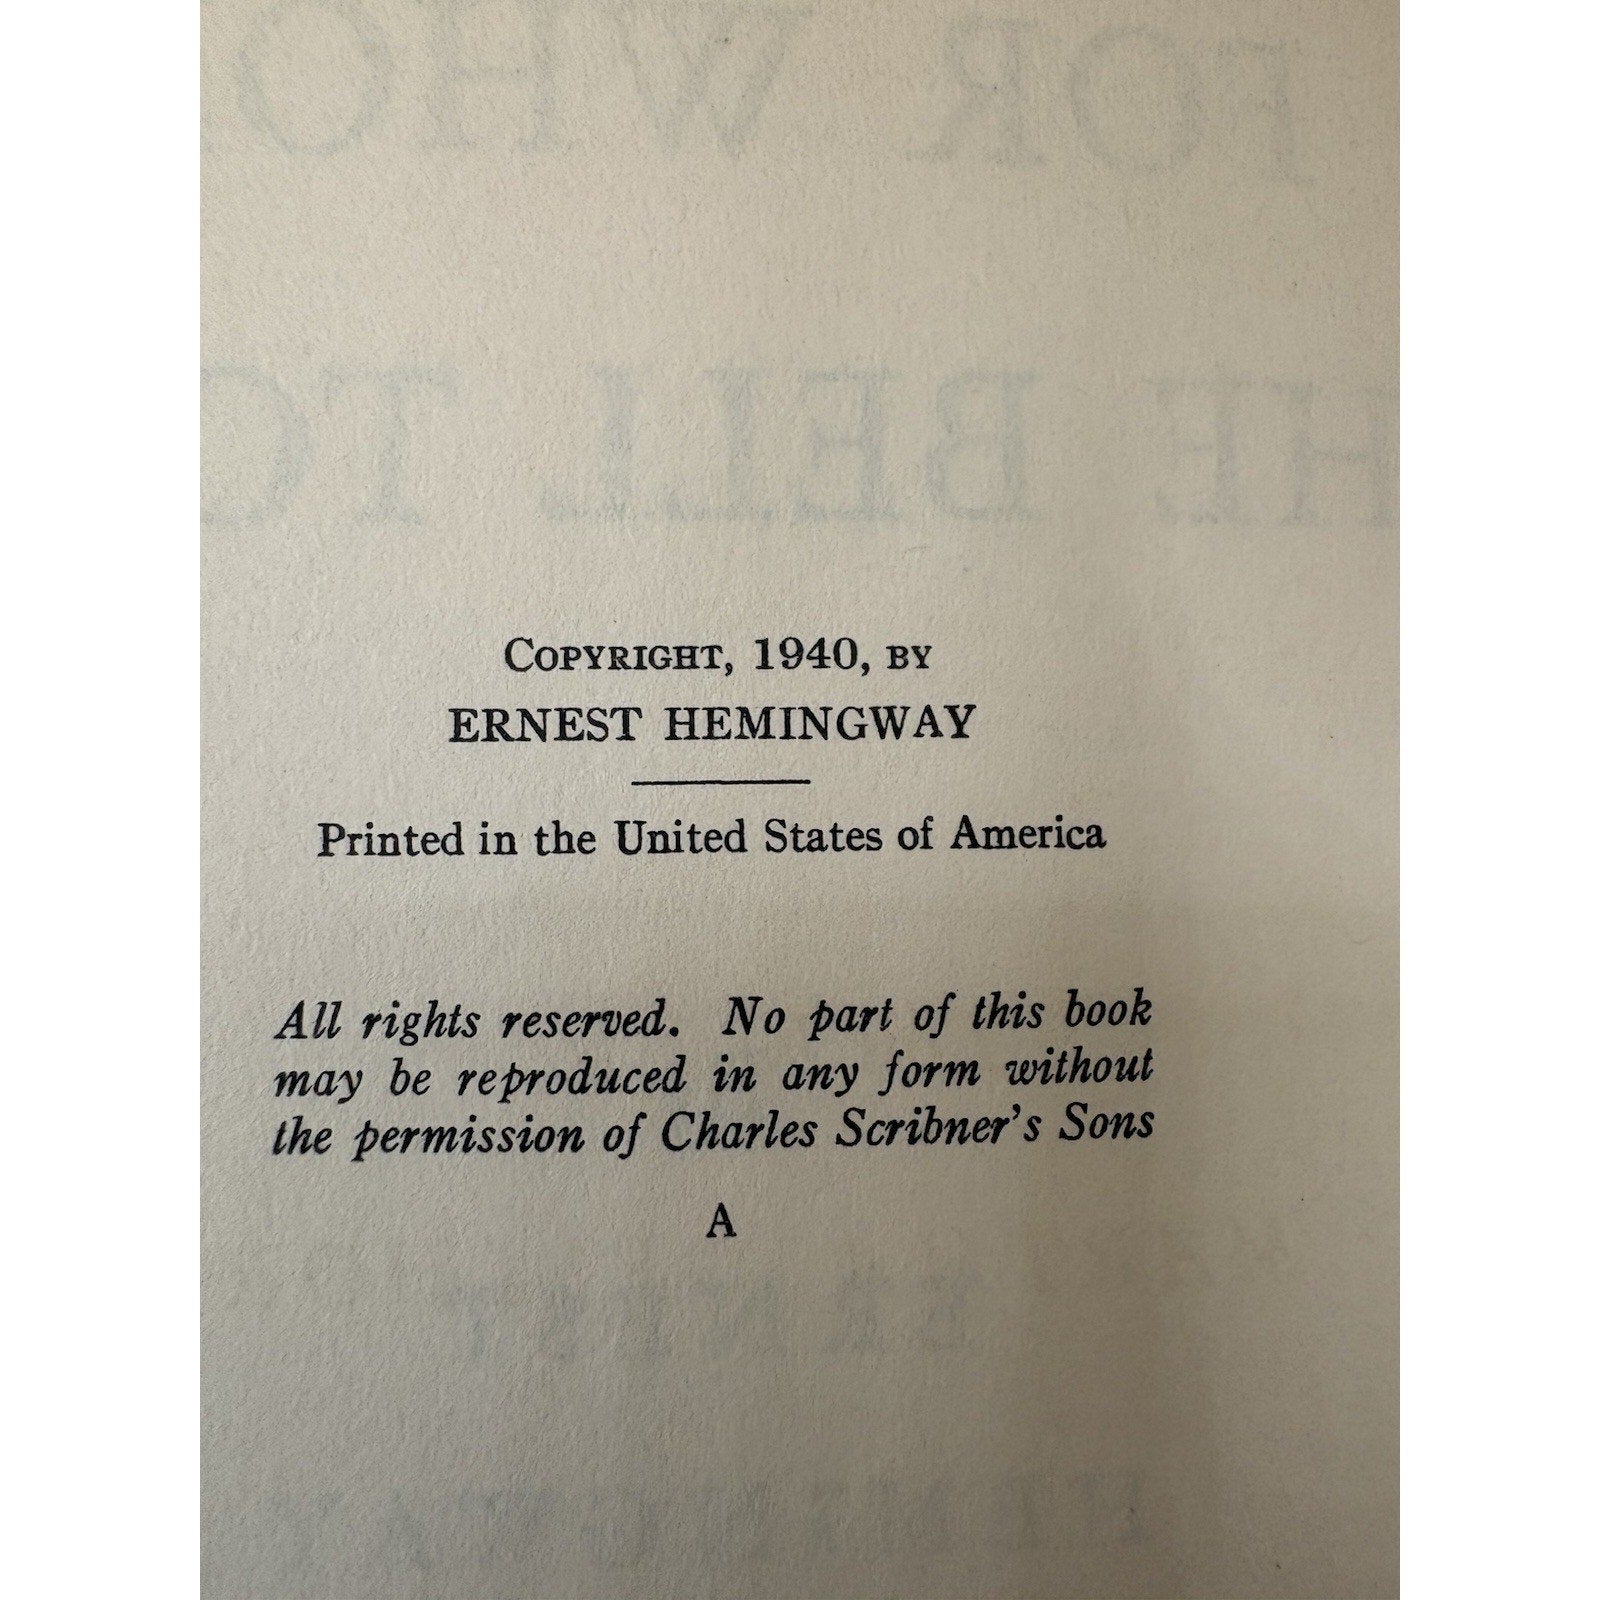 COPYRIGHT, 1940, BY
ERNEST HEMINGWAY
Printed in the United States of America
All rights reserved. No part of this book
may be reproduced in any form without
the permission of Charles Scribner's Sons
A